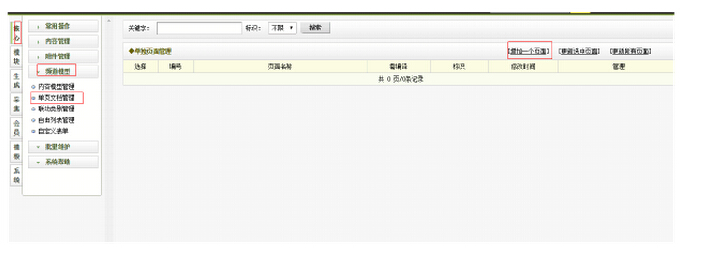 核心
模块
生成
采集
会员
模板
系统
常用操作
内容管理
附件管理
频道模型
内容模型管理
单页文档管理
联动类别管理
自由列表管理
自定义表单
批量维护
系统帮助
关键字： 标识： 不限 搜索
◆单独页面管理 [增加一个页面] [更新选中页面] [更新所有页面]
选择 编号 页面名称 需编译 标识 修改时间 管理
共 0 页/0条记录